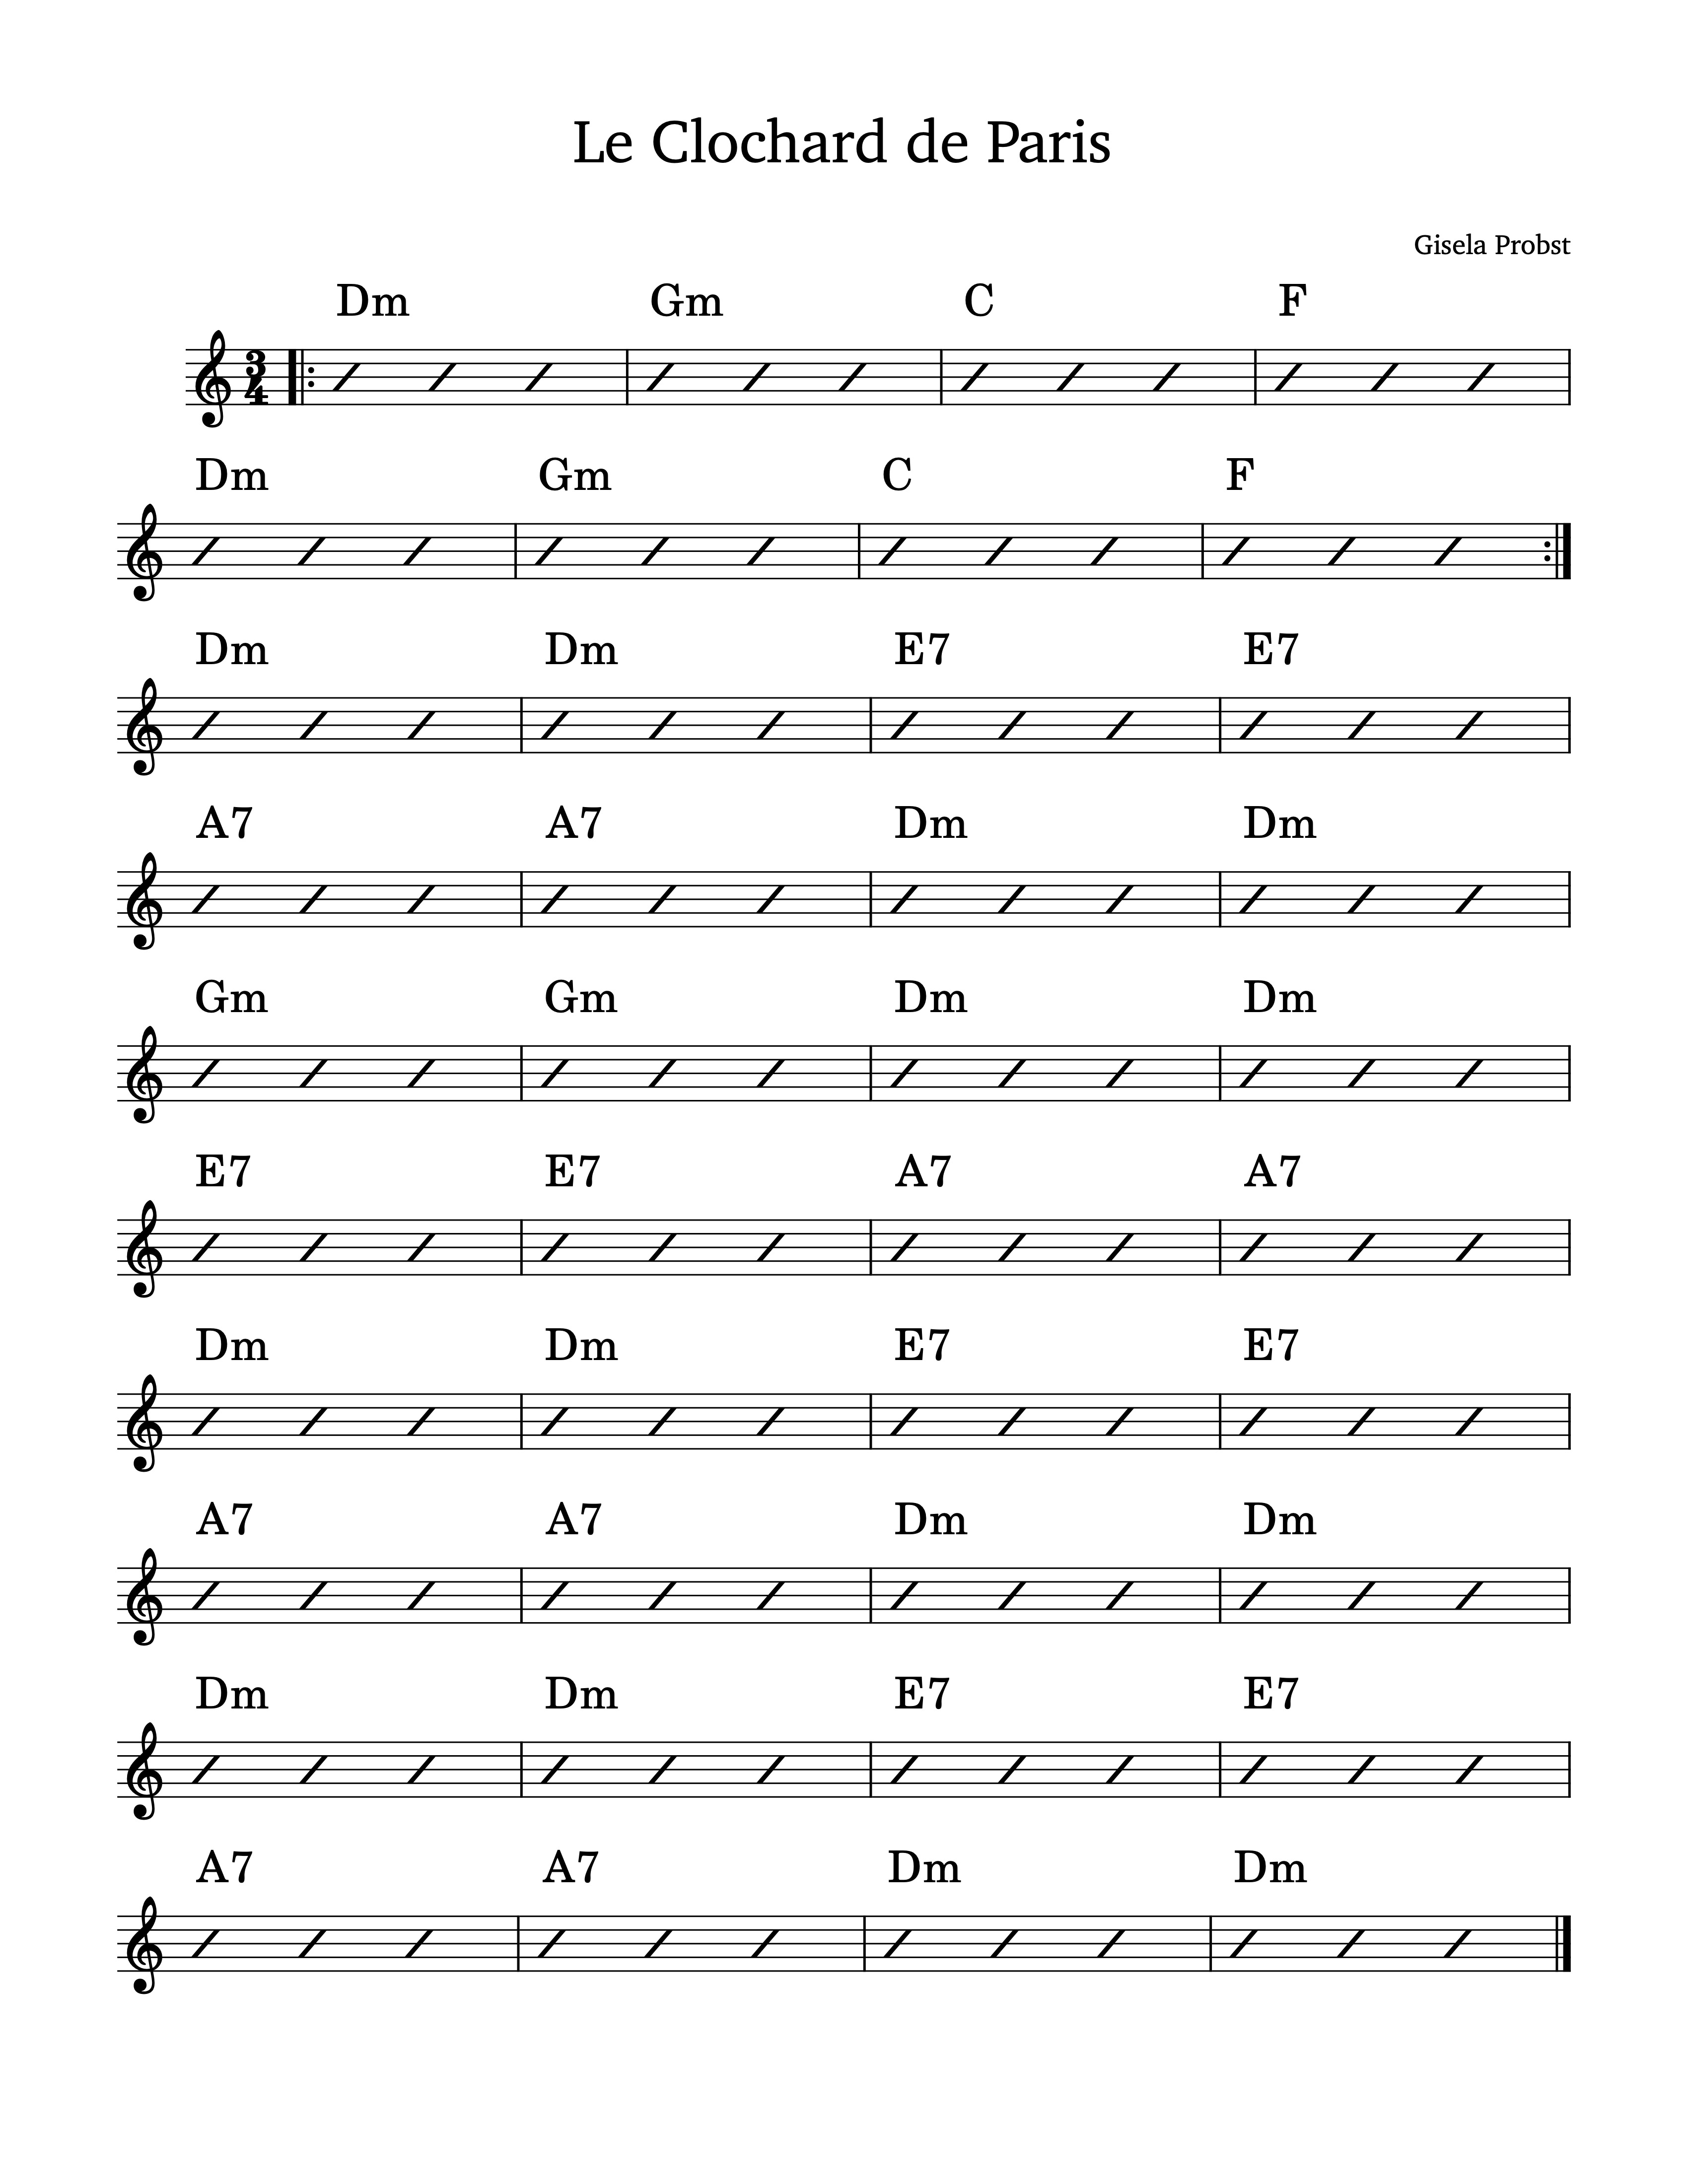 Le Clochard de Paris
Gisela Probst
Dm Gm C F
3
4
Dm Gm C F
Dm Dm E7 E7
A7 A7 Dm Dm
Gm Gm Dm Dm
E7 E7 A7 A7
Dm Dm E7 E7
A7 A7 Dm Dm
Dm Dm E7 E7
A7 A7 Dm Dm